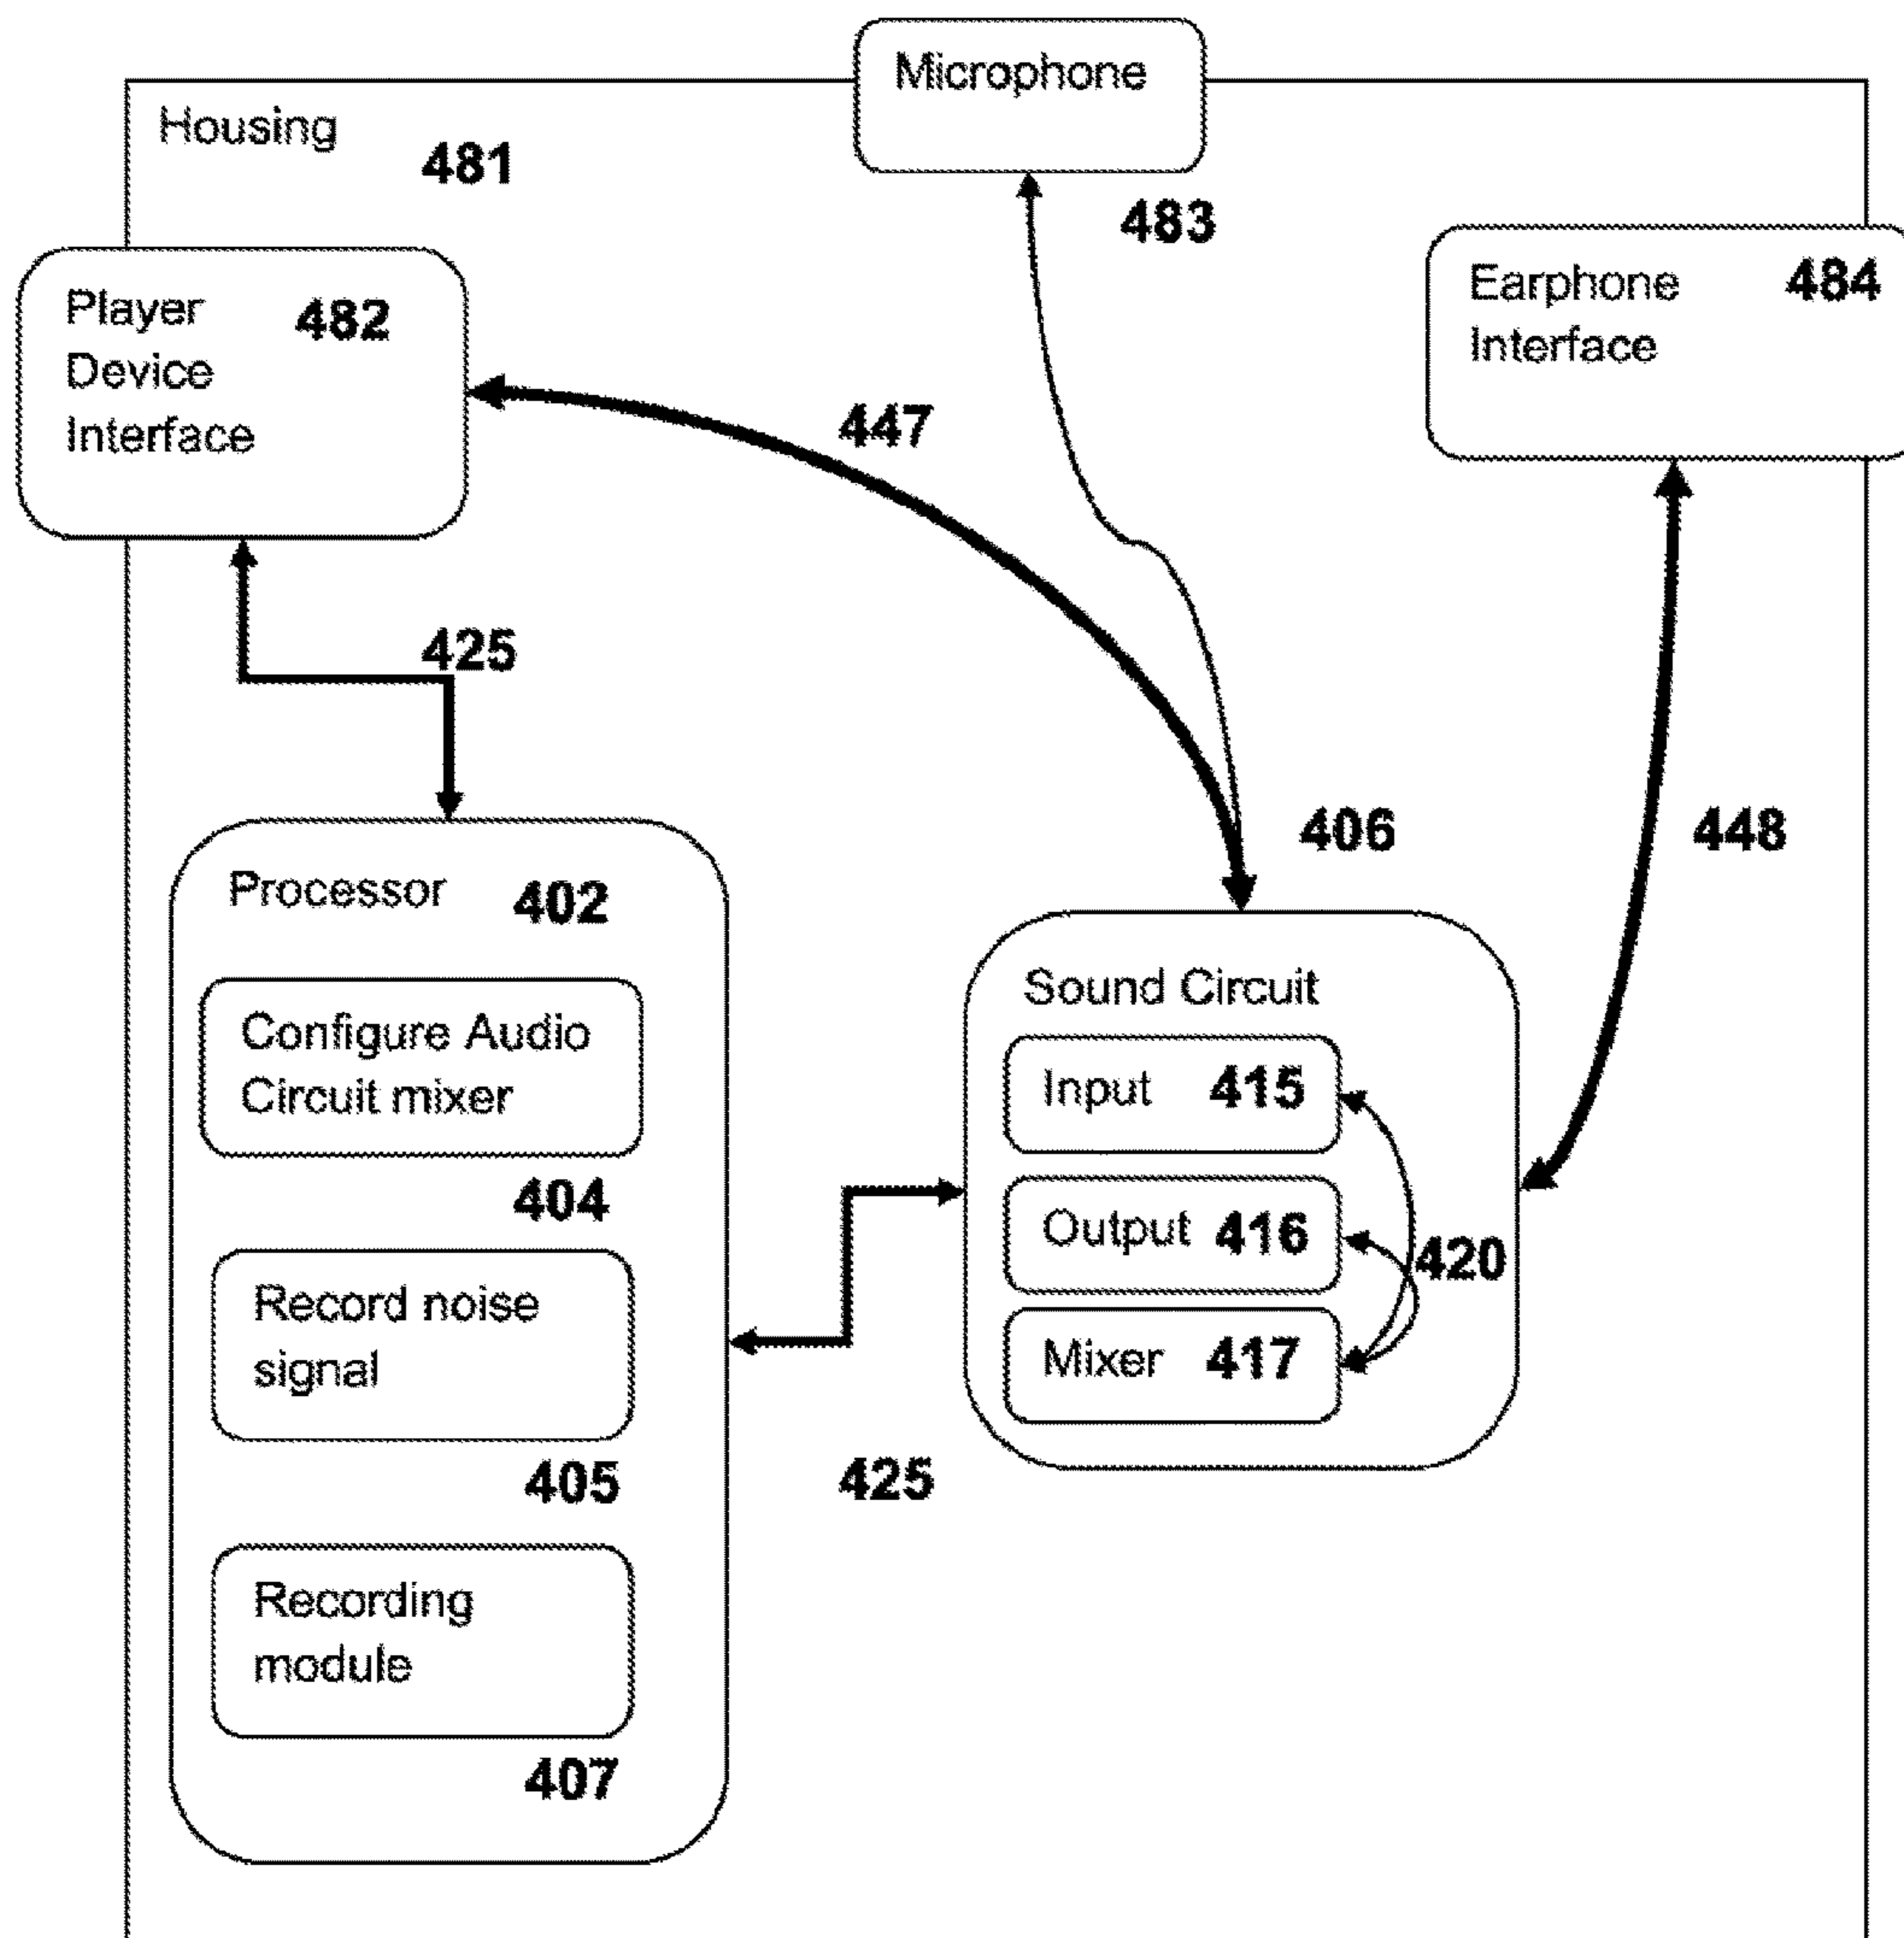 Microphone
Housing
481
483
Player
Device
Interface
482
Earphone
Interface
484
447
425
406
448
Processor
402
Configure Audio
Circuit mixer
404
Record noise
signal
405
Recording
module
407
Sound Circuit
Input 415
Output 416
Mixer 417
420
425